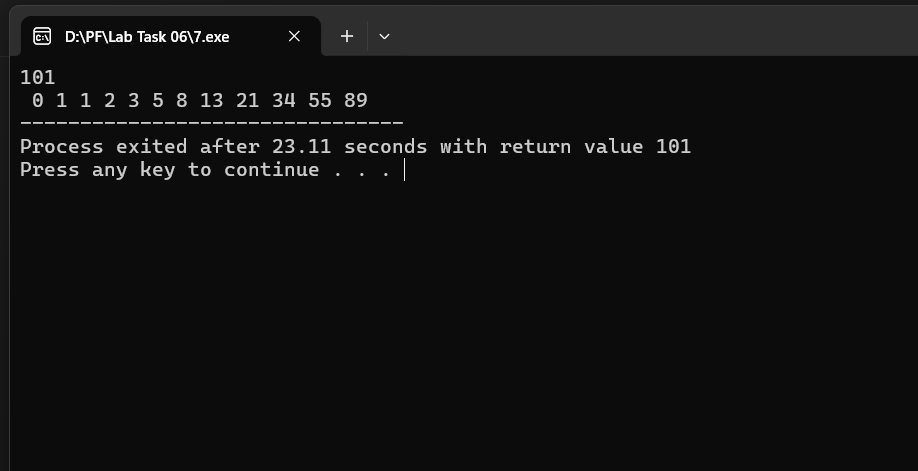 D:\PF\Lab Task 06\7.exe
101
 0 1 1 2 3 5 8 13 21 34 55 89
--------------------------------
Process exited after 23.11 seconds with return value 101
Press any key to continue . . .